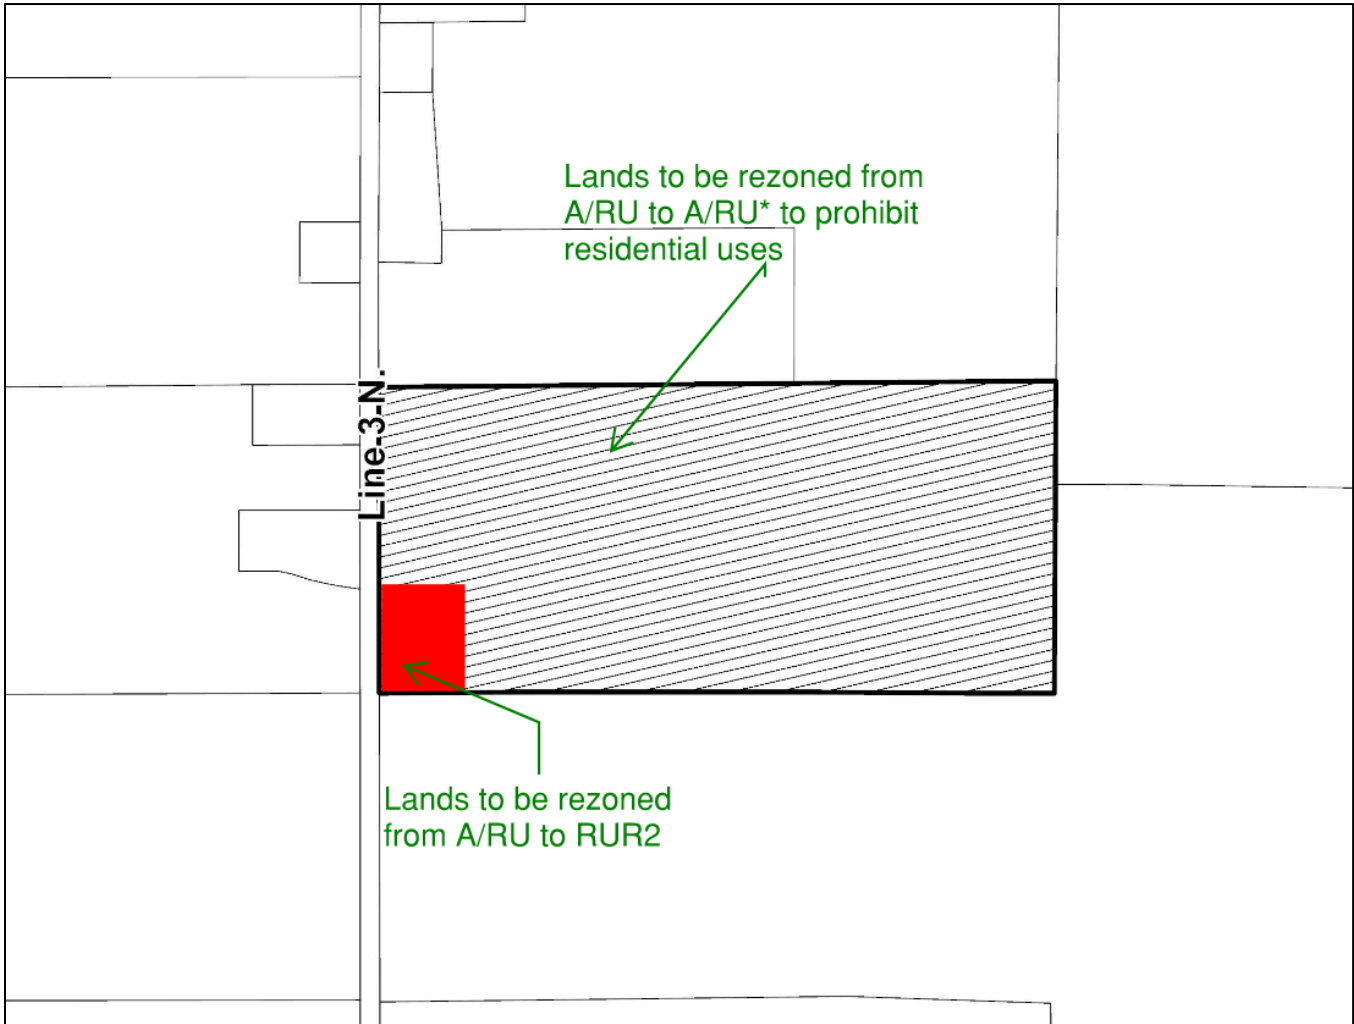 Lands to be rezoned from
A/RU to A/RU* to prohibit
residential uses
Line 3 N.
Lands to be rezoned
from A/RU to RUR2